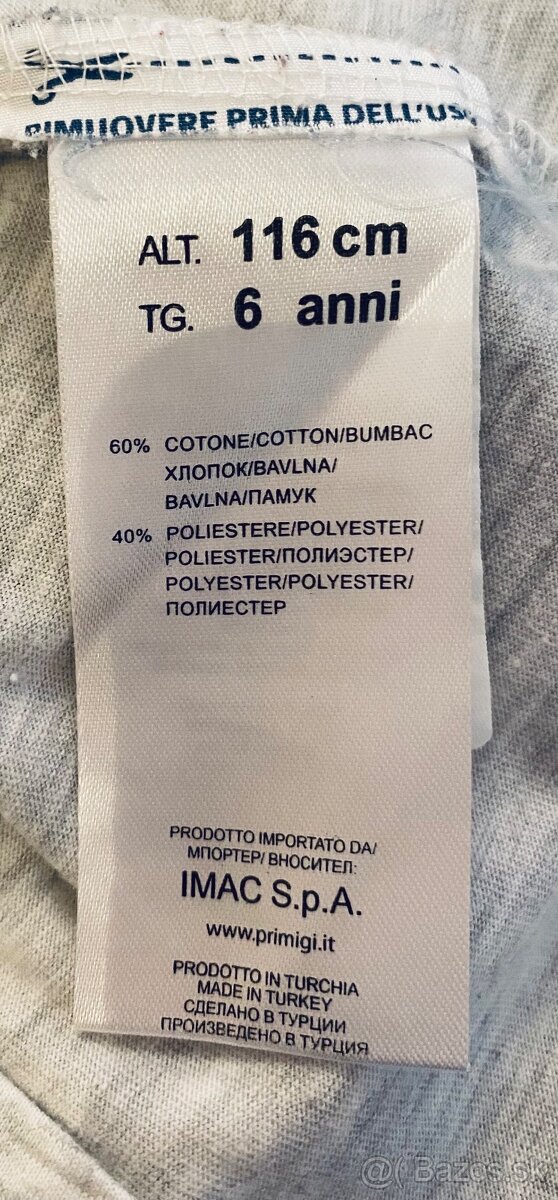 RIMUOVERE PRIMA DELL'USO
ALT. 116 cm
TG. 6 anni
60% COTONE/COTTON/BUMBAC
ХЛОПОК/BAVLNA/
BAVLNA/ПАМУК
40% POLIESTERE/POLYESTER/
POLIESTER/ПОЛИЭСТЕР/
POLYESTER/POLYESTER/
ПОЛИЕСТЕР
PRODOTTO IMPORTATO DA/
МПОРТЕР/ ВНОСИТЕЛ:
IMAC S.p.A.
www.primigi.it
PRODOTTO IN TURCHIA
MADE IN TURKEY
СДЕЛАНО В ТУРЦИИ
ПРОИЗВЕДЕНО В ТУРЦИЯ
Bazos.sk